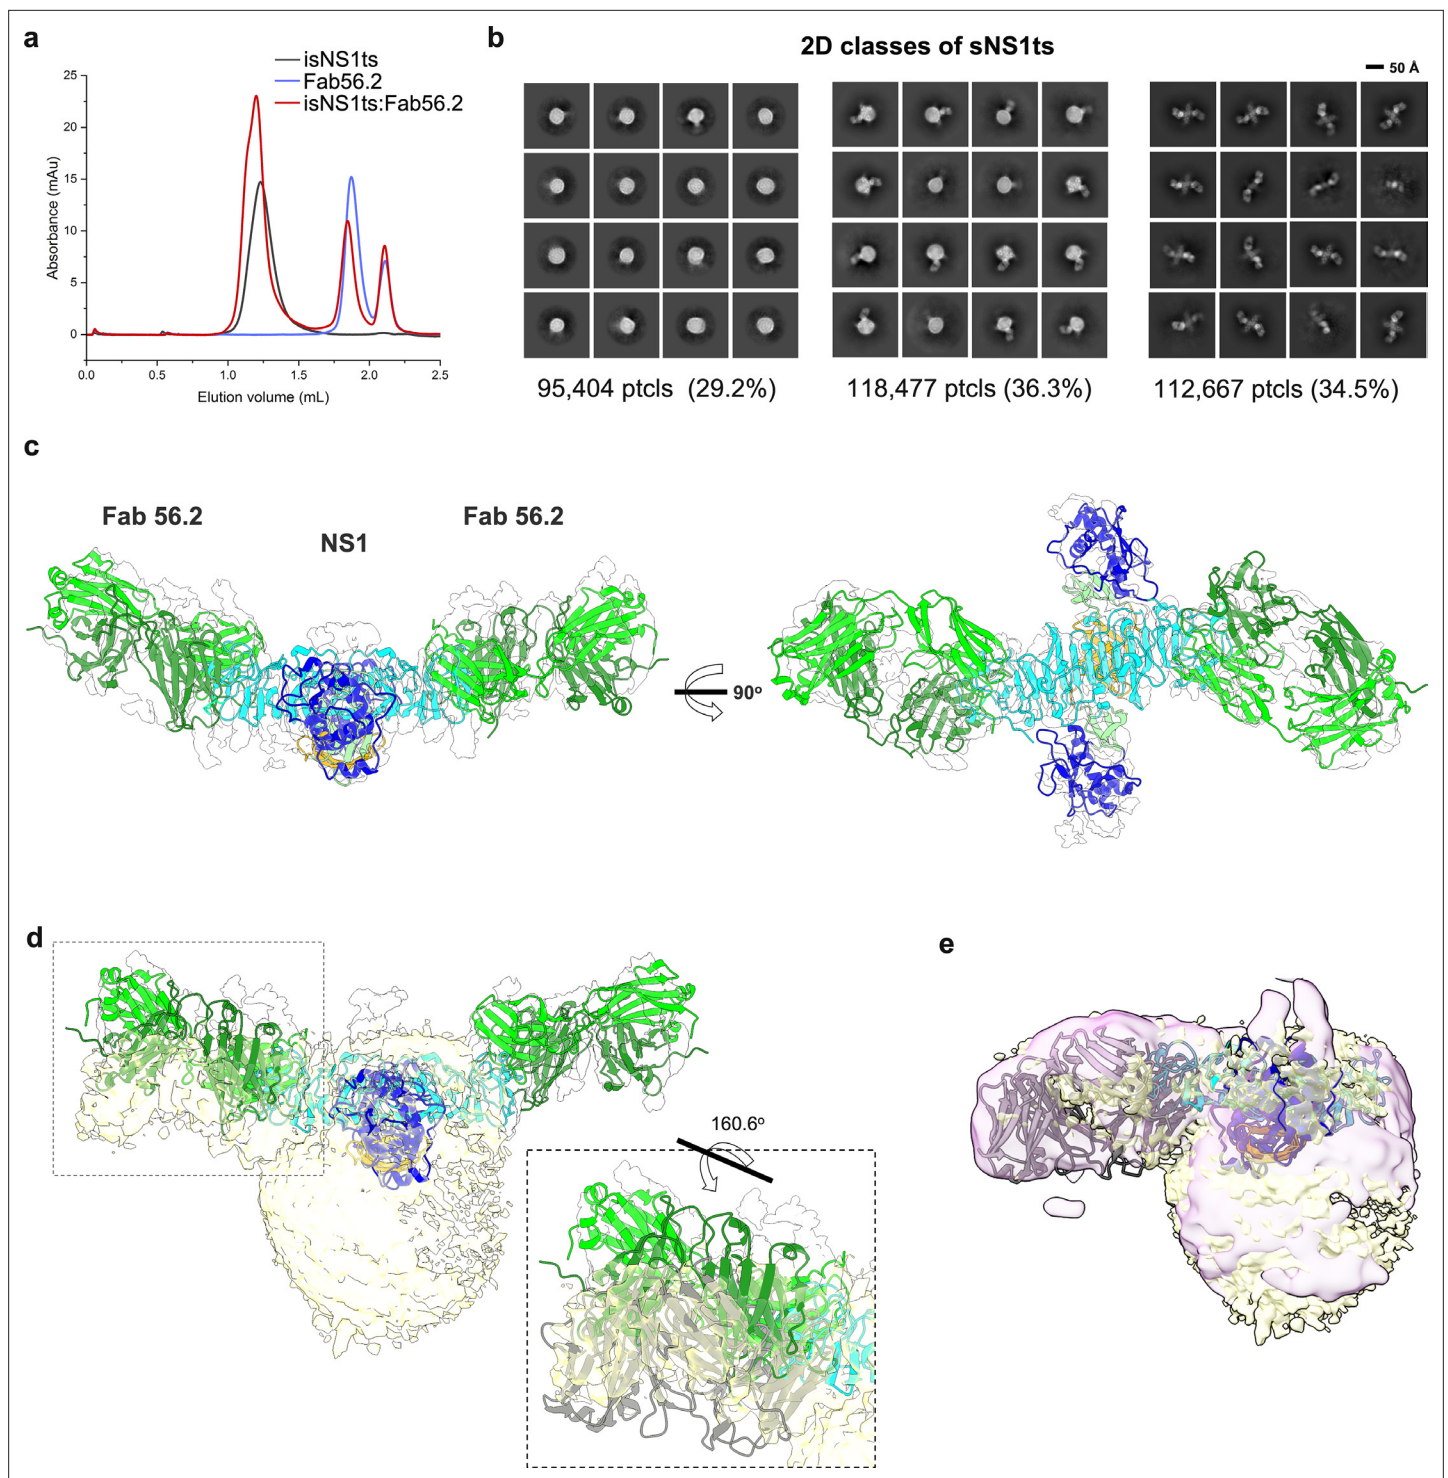 a
isNS1ts
Fab56.2
isNS1ts:Fab56.2
25
20
15
10
5
0
Absorbance (mAu)
0.0 0.5 1.0 1.5 2.0 2.5
Elution volume (mL)
b
2D classes of sNS1ts
50 Å
95,404 ptcls (29.2%)
118,477 ptcls (36.3%)
112,667 ptcls (34.5%)
c
Fab 56.2
NS1
Fab 56.2
90º
d
160.6º
e